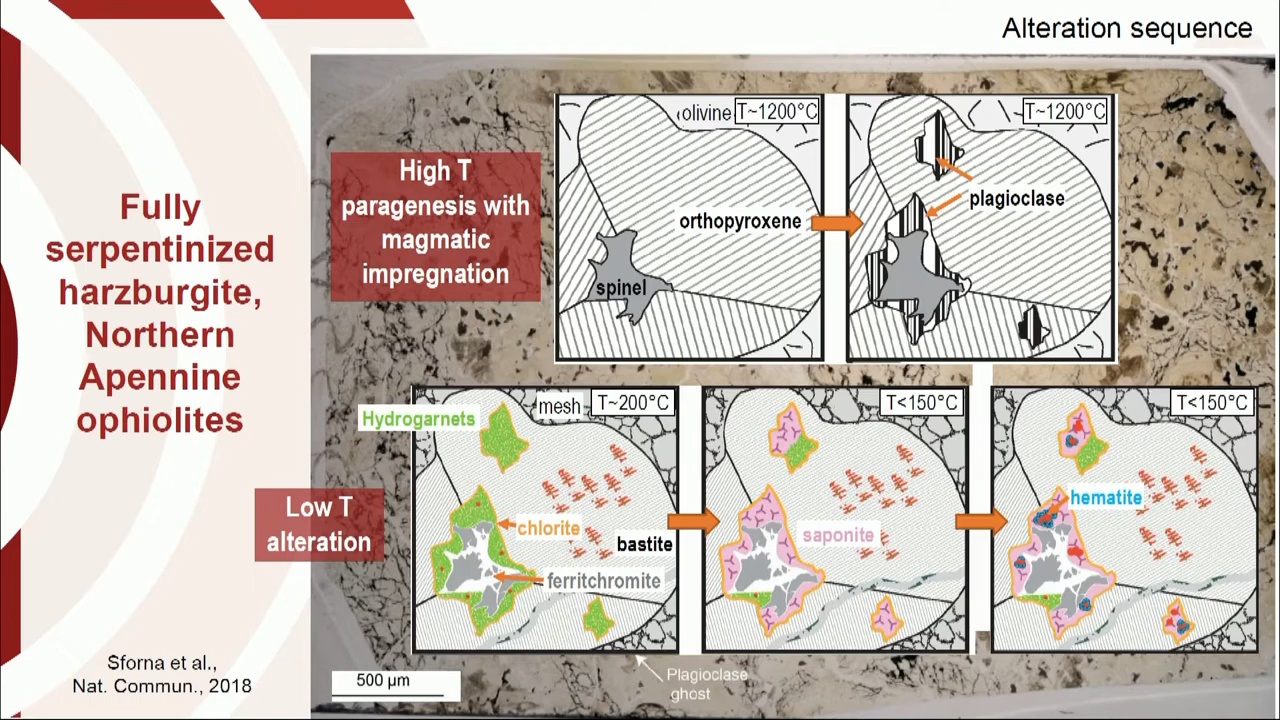 Alteration sequence
Fully
serpentinized
harzburgite,
Northern
Apennine
ophiolites
Sforna et al.,
Nat. Commun., 2018
High T
paragenesis with
magmatic
impregnation
olivine
T~1200°C
orthopyroxene
spinel
T~1200°C
plagioclase
Low T
alteration
Hydrogarnets
mesh
T~200°C
chlorite
bastite
ferritchromite
T<150°C
saponite
T<150°C
hematite
500 µm
Plagioclase
ghost